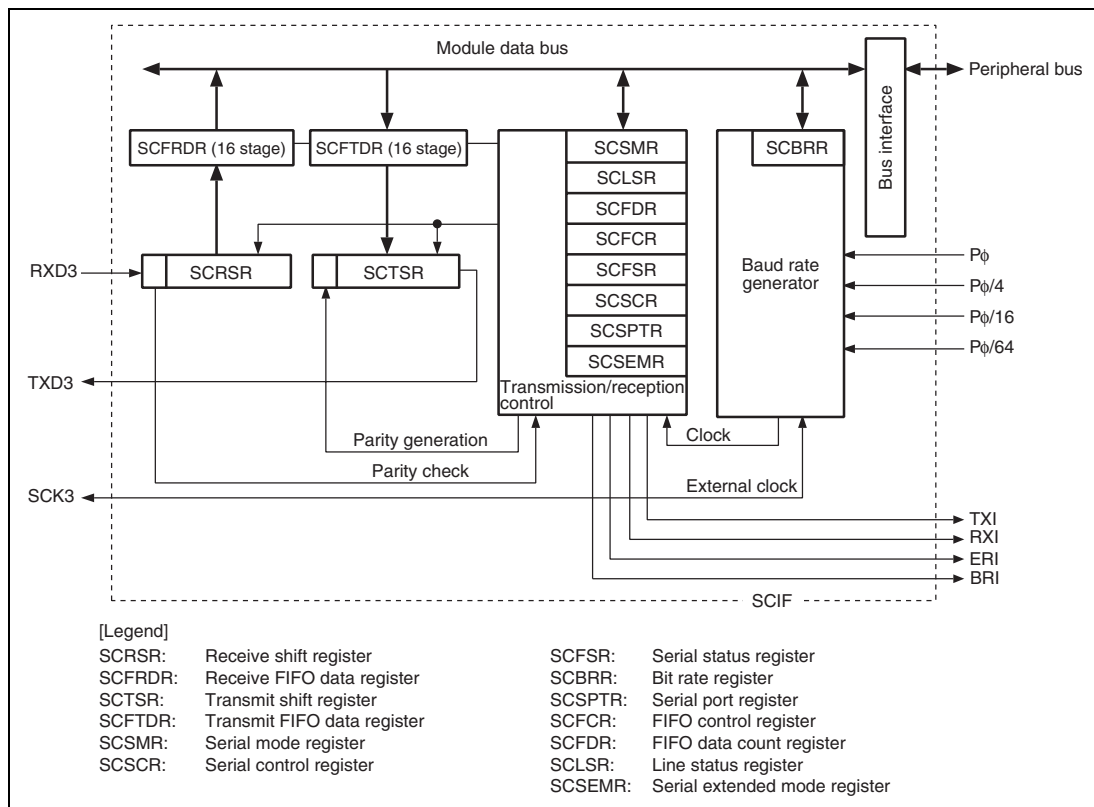 Module data bus
Peripheral bus
Bus interface
SCFRDR (16 stage)
SCFTDR (16 stage)
SCSMR
SCBRR
SCLSR
SCFDR
SCFCR
SCFSR
SCSCR
SCSPTR
SCSEMR
Transmission/reception
control
Baud rate
generator
RXD3
SCRSR
SCTSR
Pϕ
Pϕ/4
Pϕ/16
Pϕ/64
TXD3
Parity generation
Clock
Parity check
SCK3
External clock
TXI
RXI
ERI
BRI
SCIF
[Legend]
SCRSR: Receive shift register
SCFRDR: Receive FIFO data register
SCTSR: Transmit shift register
SCFTDR: Transmit FIFO data register
SCSMR: Serial mode register
SCSCR: Serial control register
SCFSR: Serial status register
SCBRR: Bit rate register
SCSPTR: Serial port register
SCFCR: FIFO control register
SCFDR: FIFO data count register
SCLSR: Line status register
SCSEMR: Serial extended mode register